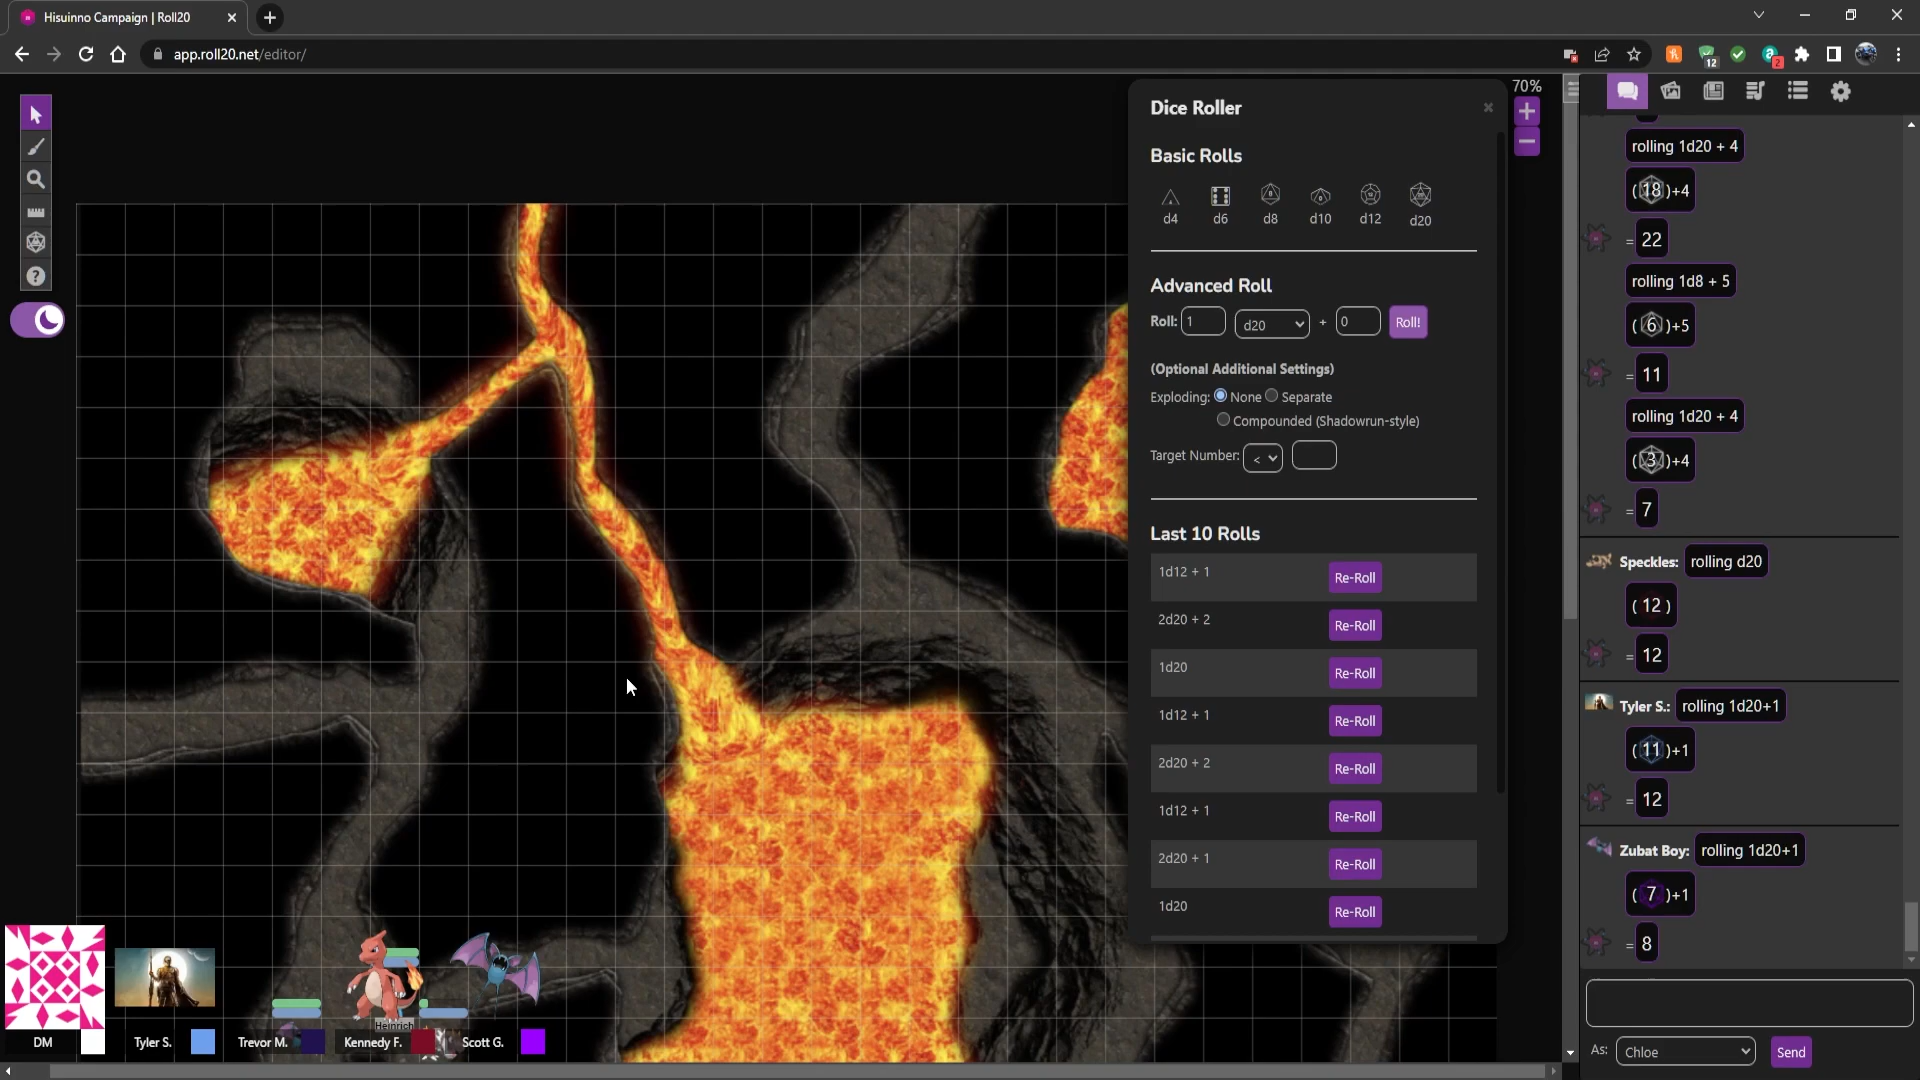 Hisuinno Campaign | Roll20
app.roll20.net/editor/
12
2
Dice Roller
70%
Basic Rolls
d4
d6
d8
d10
d12
d20
Advanced Roll
Roll: 1 d20 + 0 Roll!
(Optional Additional Settings)
Exploding: None Separate
Compounded (Shadowrun-style)
Target Number: <
Last 10 Rolls
1d12 + 1 Re-Roll
2d20 + 2 Re-Roll
1d20 Re-Roll
1d12 + 1 Re-Roll
2d20 + 2 Re-Roll
1d12 + 1 Re-Roll
2d20 + 1 Re-Roll
1d20 Re-Roll
rolling 1d20 + 4
(18)+4
= 22
rolling 1d8 + 5
(6)+5
= 11
rolling 1d20 + 4
(3)+4
= 7
Speckles: rolling d20
(12)
= 12
Tyler S.: rolling 1d20+1
(11)+1
= 12
Zubat Boy: rolling 1d20+1
(7)+1
= 8
As: Chloe Send
Heinrich
DM
Tyler S.
Trevor M.
Kennedy F.
Scott G.